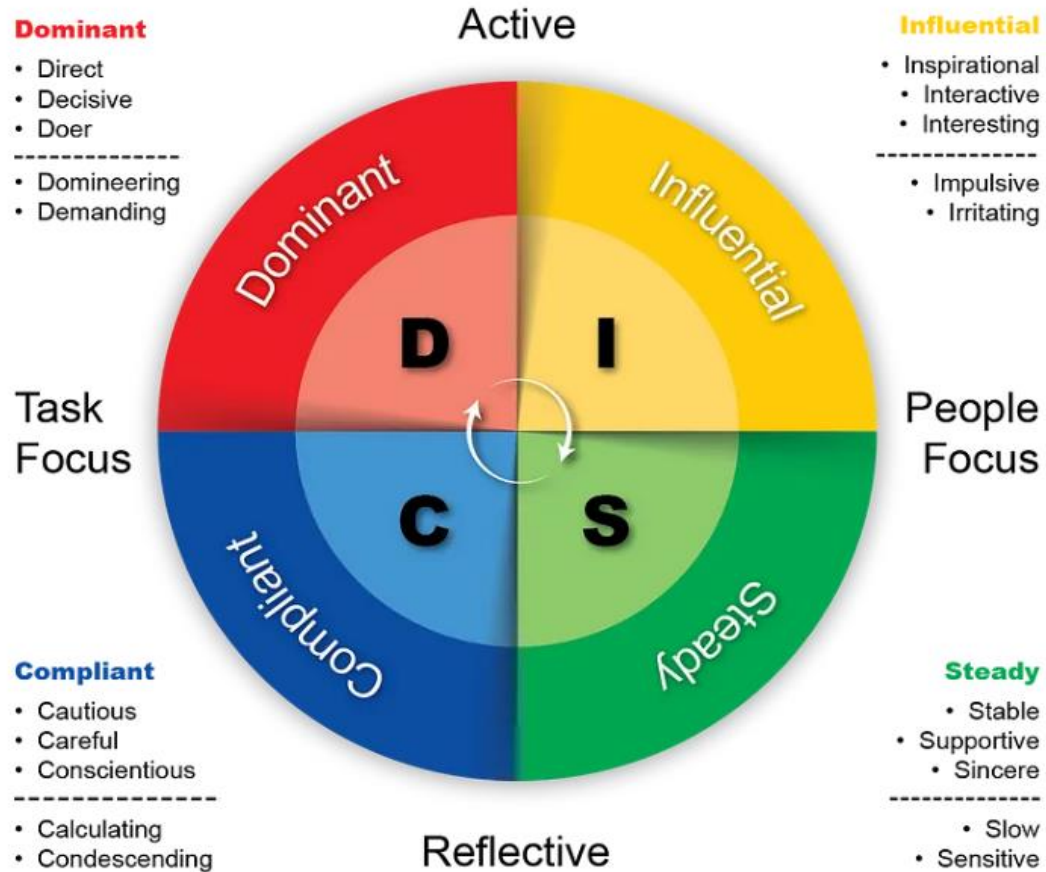 Active
Dominant
• Direct
• Decisive
• Doer
• Domineering
• Demanding
Influential
• Inspirational
• Interactive
• Interesting
• Impulsive
• Irritating
Dominant
Influential
D
I
Task
Focus
People
Focus
C
S
Compliant
Steady
Compliant
• Cautious
• Careful
• Conscientious
• Calculating
• Condescending
Steady
• Stable
• Supportive
• Sincere
• Slow
• Sensitive
Reflective